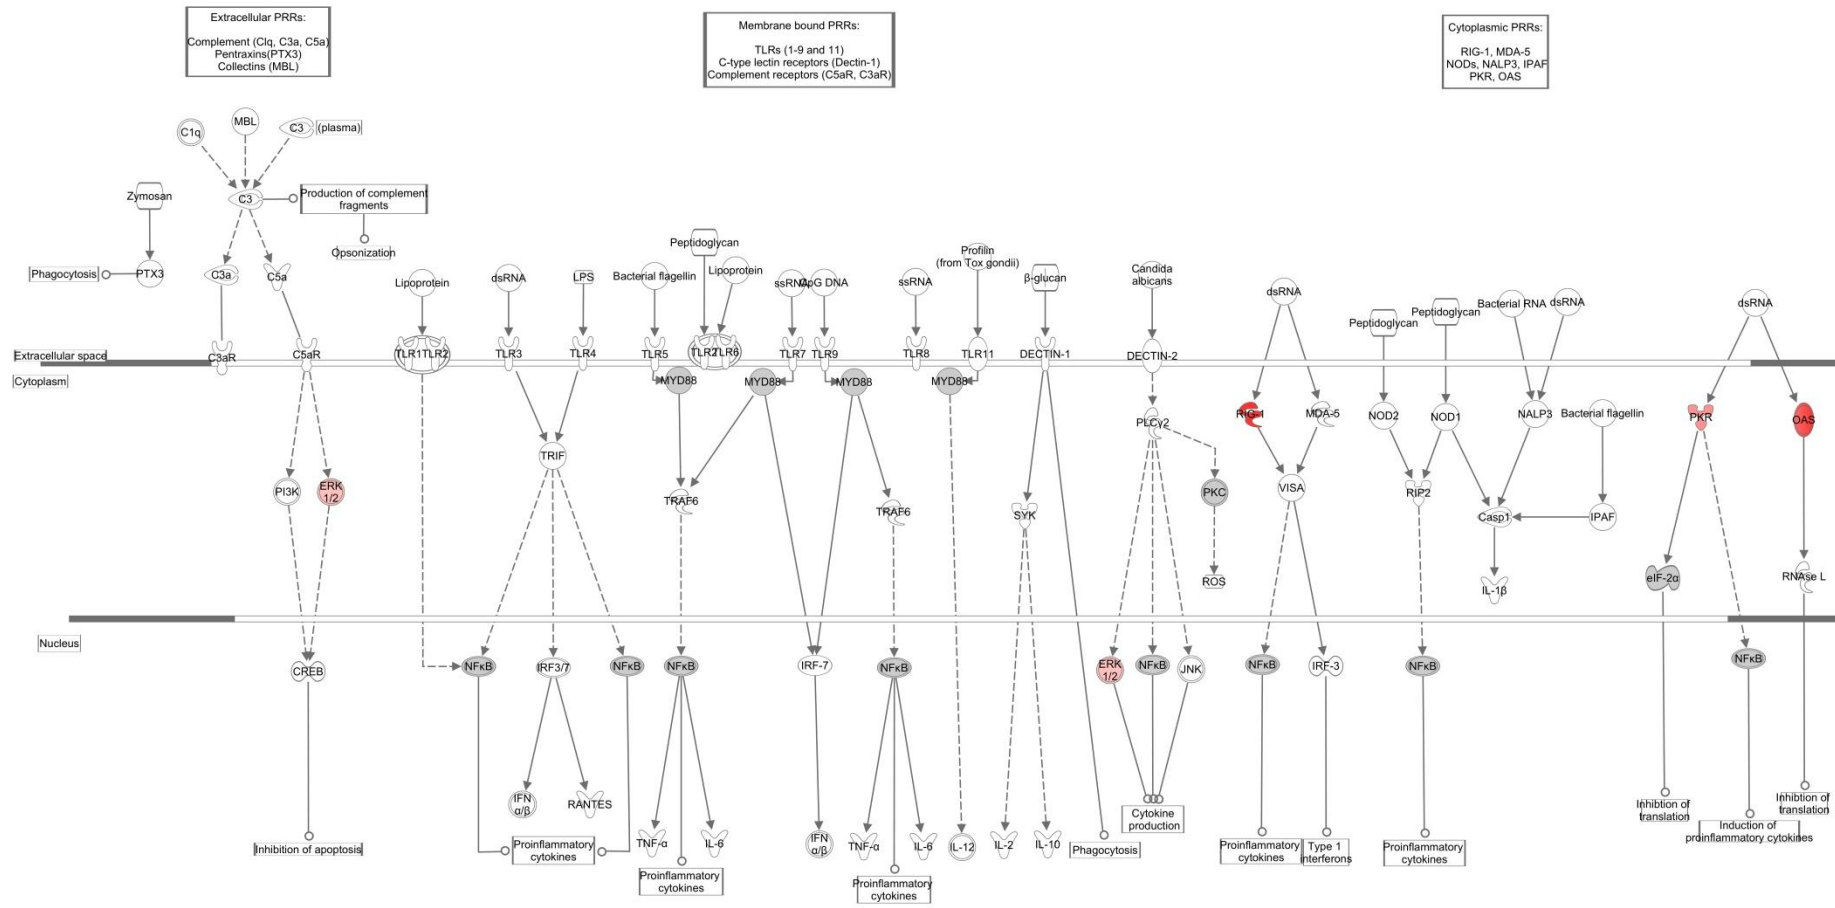 Extracellular PRRs:
Complement (Clq, C3a, C5a)
Pentraxins(PTX3)
Collectins (MBL)
Membrane bound PRRs:
TLRs (1-9 and 11)
C-type lectin receptors (Dectin-1)
Complement receptors (C5aR, C3aR)
Cytoplasmic PRRs:
RIG-1, MDA-5
NODs, NALP3, IPAF
PKR, OAS
C1q
MBL
C3
(plasma)
Zymosan
C3
Production of complement
fragments
Opsonization
Phagocytosis
PTX3
C3a
C5a
Lipoprotein
dsRNA
LPS
Bacterial flagellin
Peptidoglycan
Lipoprotein
ssRNA
CpG DNA
ssRNA
Profilin
(from Tox gondii)
β-glucan
Candida
albicans
dsRNA
Peptidoglycan
Peptidoglycan
Bacterial RNA
dsRNA
dsRNA
Extracellular space
C3aR
C5aR
TLR1
TLR2
TLR3
TLR4
TLR5
TLR2
TLR6
TLR7
TLR9
TLR8
TLR11
DECTIN-1
DECTIN-2
Cytoplasm
MYD88
MYD88
MYD88
MYD88
PLCγ2
RIG-1
MDA-5
NOD2
NOD1
NALP3
Bacterial flagellin
PKR
OAS
TRIF
PI3K
ERK
1/2
TRAF6
TRAF6
SYK
PKC
VISA
RIP2
Casp1
IPAF
ROS
IL-1β
eIF-2α
RNAse L
Nucleus
CREB
NFκB
IRF3/7
NFκB
NFκB
IRF-7
NFκB
ERK
1/2
NFκB
JNK
NFκB
IRF-3
NFκB
NFκB
IFN
α/β
RANTES
Inhibition of apoptosis
Proinflammatory
cytokines
TNF-α
IL-6
Proinflammatory
cytokines
IFN
α/β
TNF-α
IL-6
Proinflammatory
cytokines
IL-12
IL-2
IL-10
Phagocytosis
Cytokine
production
Proinflammatory
cytokines
Type 1
interferons
Proinflammatory
cytokines
Inhibtion of
translation
Induction of
proinflammatory cytokines
Inhibtion of
translation